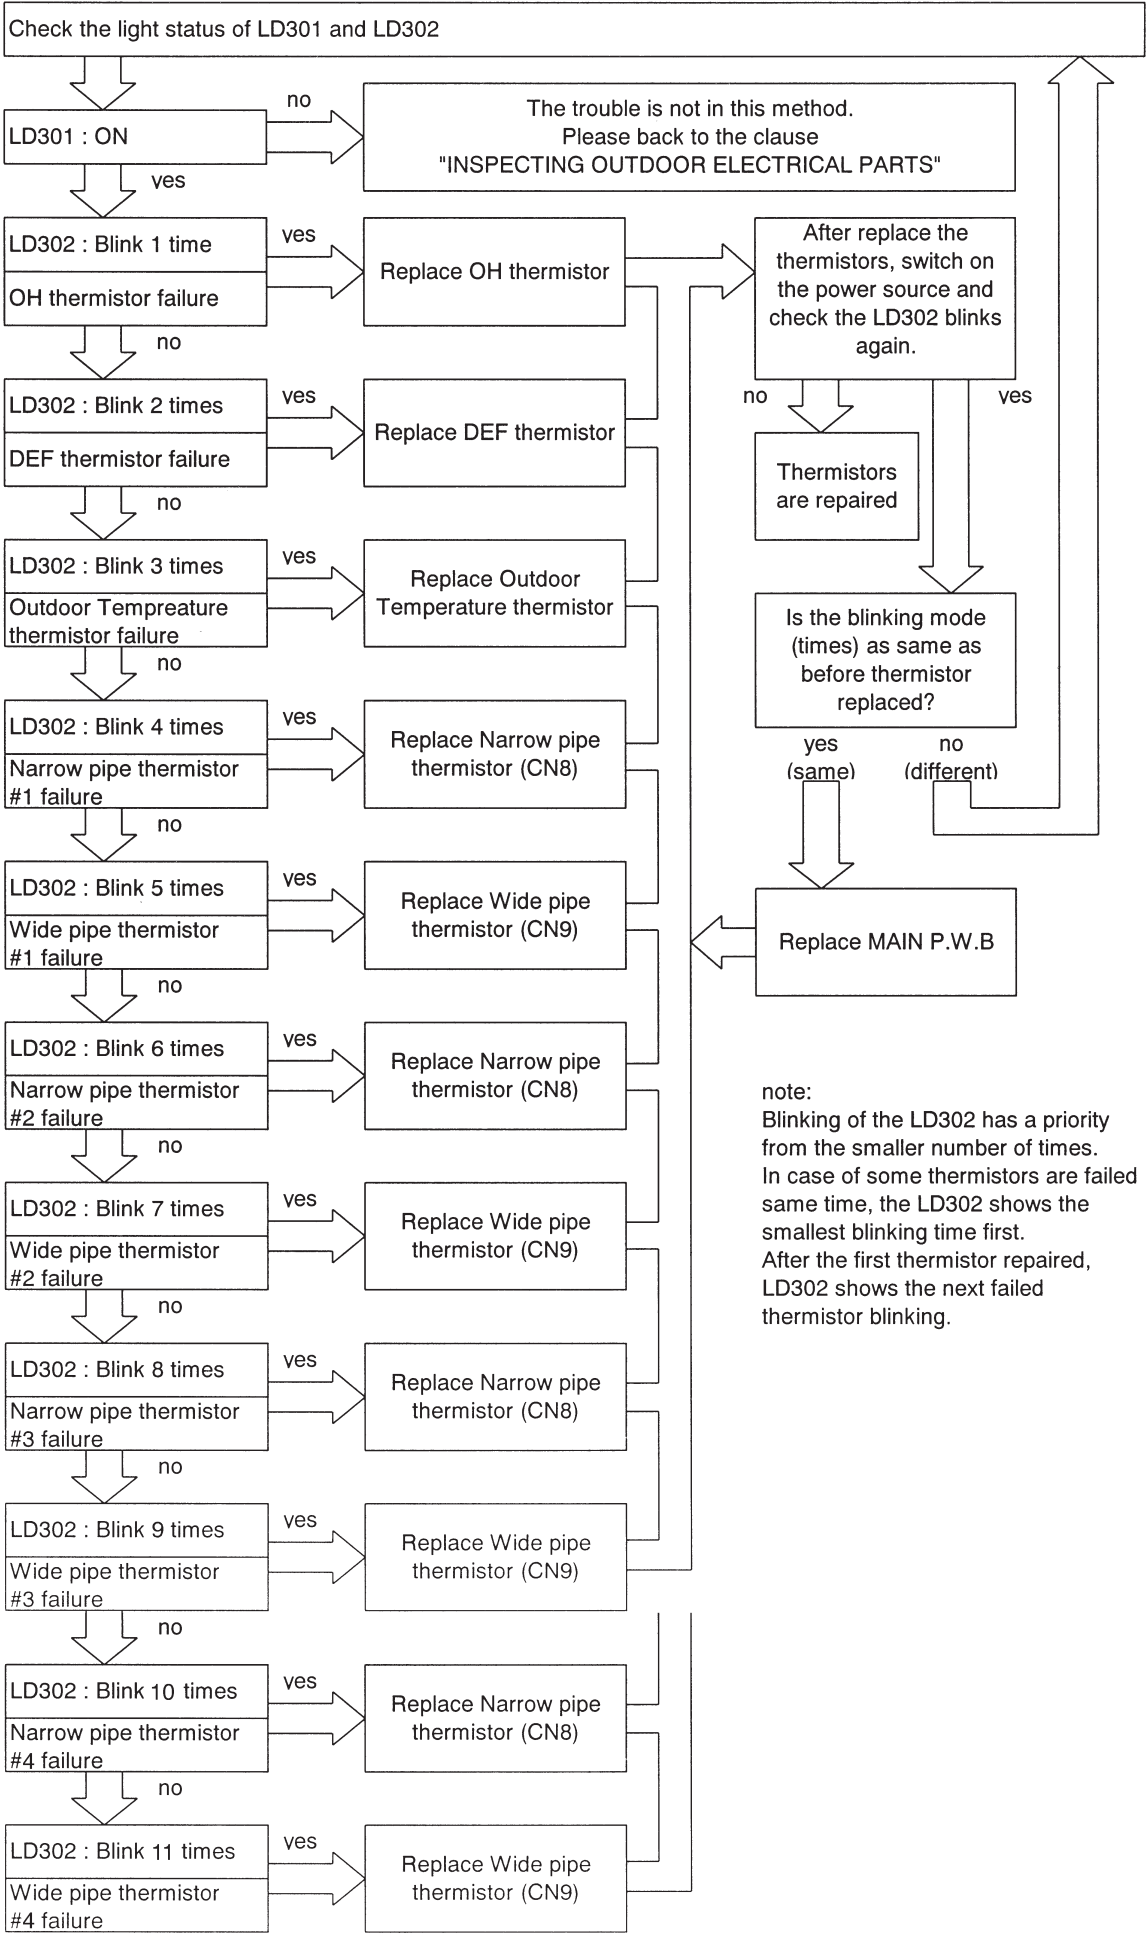 Check the light status of LD301 and LD302
no
LD301 : ON
The trouble is not in this method.
Please back to the clause
"INSPECTING OUTDOOR ELECTRICAL PARTS"
yes
LD302 : Blink 1 time
OH thermistor failure
yes
Replace OH thermistor
After replace the
thermistors, switch on
the power source and
check the LD302 blinks
again.
no
no
yes
LD302 : Blink 2 times
DEF thermistor failure
yes
Replace DEF thermistor
Thermistors
are repaired
no
LD302 : Blink 3 times
Outdoor Tempreature
thermistor failure
yes
Replace Outdoor
Temperature thermistor
Is the blinking mode
(times) as same as
before thermistor
replaced?
no
LD302 : Blink 4 times
Narrow pipe thermistor
#1 failure
yes
Replace Narrow pipe
thermistor (CN8)
yes
(same)
no
(different)
no
LD302 : Blink 5 times
Wide pipe thermistor
#1 failure
yes
Replace Wide pipe
thermistor (CN9)
Replace MAIN P.W.B
no
LD302 : Blink 6 times
Narrow pipe thermistor
#2 failure
yes
Replace Narrow pipe
thermistor (CN8)
note:
Blinking of the LD302 has a priority
from the smaller number of times.
In case of some thermistors are failed
same time, the LD302 shows the
smallest blinking time first.
After the first thermistor repaired,
LD302 shows the next failed
thermistor blinking.
no
LD302 : Blink 7 times
Wide pipe thermistor
#2 failure
yes
Replace Wide pipe
thermistor (CN9)
no
LD302 : Blink 8 times
Narrow pipe thermistor
#3 failure
yes
Replace Narrow pipe
thermistor (CN8)
no
LD302 : Blink 9 times
Wide pipe thermistor
#3 failure
yes
Replace Wide pipe
thermistor (CN9)
no
LD302 : Blink 10 times
Narrow pipe thermistor
#4 failure
yes
Replace Narrow pipe
thermistor (CN8)
no
LD302 : Blink 11 times
Wide pipe thermistor
#4 failure
yes
Replace Wide pipe
thermistor (CN9)